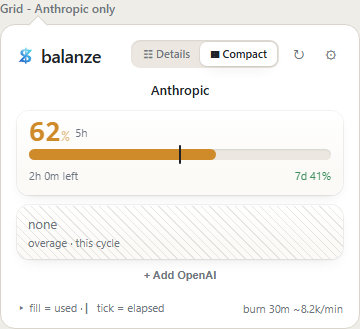 Grid - Anthropic only
balanze
Details
Compact
Anthropic
62% 5h
2h 0m left
7d 41%
none
overage · this cycle
+ Add OpenAI
fill = used · tick = elapsed
burn 30m ~8.2k/min